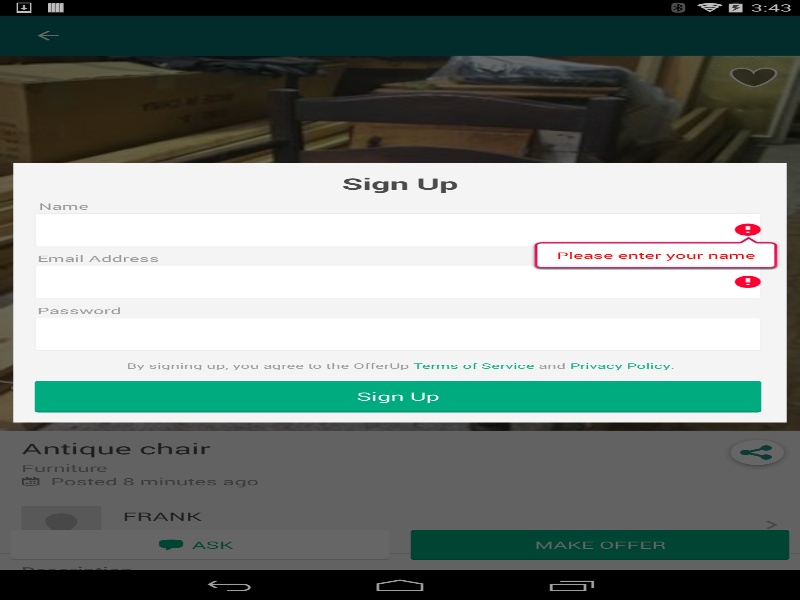 3:43
Sign Up
Name
Please enter your name
Email Address
Password
By signing up, you agree to the OfferUp Terms of Service and Privacy Policy.
Sign Up
Antique chair
Furniture
Posted 8 minutes ago
FRANK
ASK
MAKE OFFER
Description